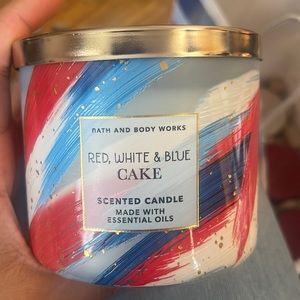 BATH AND BODY WORKS
RED, WHITE & BLUE
CAKE
SCENTED CANDLE
MADE WITH
ESSENTIAL OILS